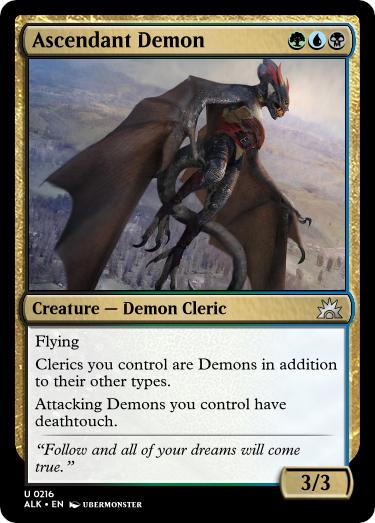 Ascendant Demon
Creature — Demon Cleric
Flying
Clerics you control are Demons in addition
to their other types.
Attacking Demons you control have
deathtouch.
“Follow and all of your dreams will come
true.”
3/3
U 0216
ALK • EN UBERMONSTER